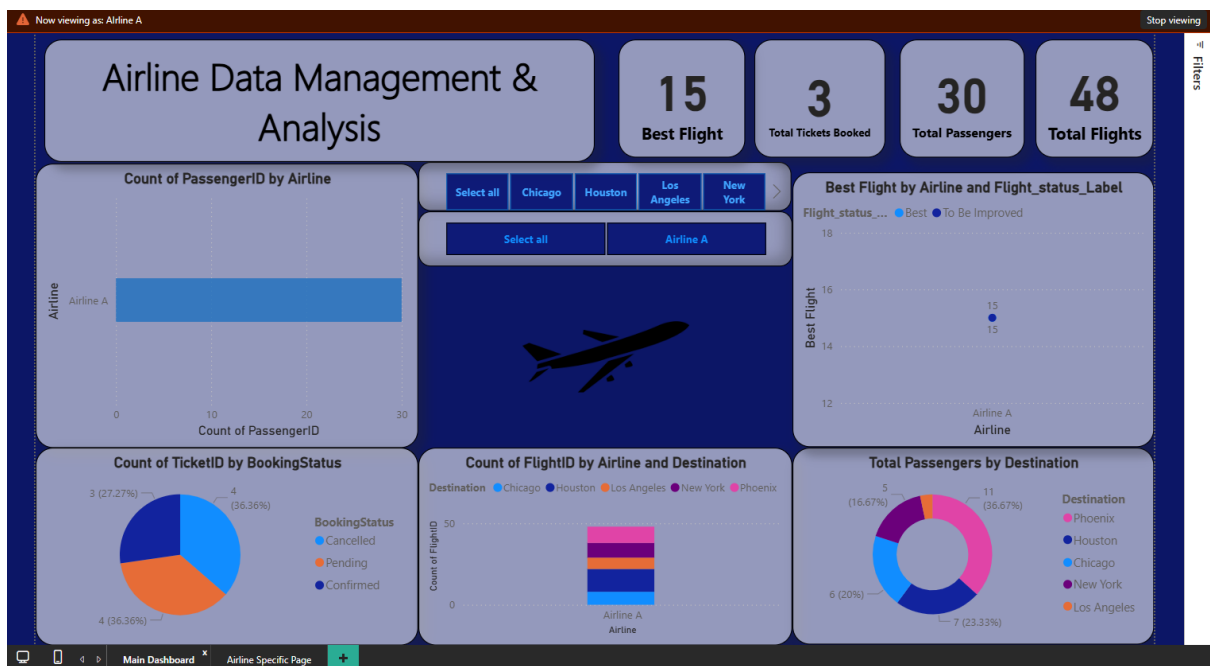 Now viewing as: Airline A
Stop viewing
Airline Data Management &
Analysis
15
Best Flight
3
Total Tickets Booked
30
Total Passengers
48
Total Flights
Filters
Count of PassengerID by Airline
Airline
Airline A
0
10
20
30
Count of PassengerID
Select all
Chicago
Houston
Los
Angeles
New
York
Select all
Airline A
Best Flight by Airline and Flight_status_Label
Flight_status_... Best To Be Improved
Best Flight
18
16
14
12
15
15
Airline A
Airline
Count of TicketID by BookingStatus
3 (27.27%)
4
(36.36%)
4 (36.36%)
BookingStatus
Cancelled
Pending
Confirmed
Count of FlightID by Airline and Destination
Destination Chicago Houston Los Angeles New York Phoenix
Count of FlightID
50
0
Airline A
Airline
Total Passengers by Destination
5
(16.67%)
11
(36.67%)
6 (20%)
7 (23.33%)
Destination
Phoenix
Houston
Chicago
New York
Los Angeles
Main Dashboard x
Airline Specific Page
+